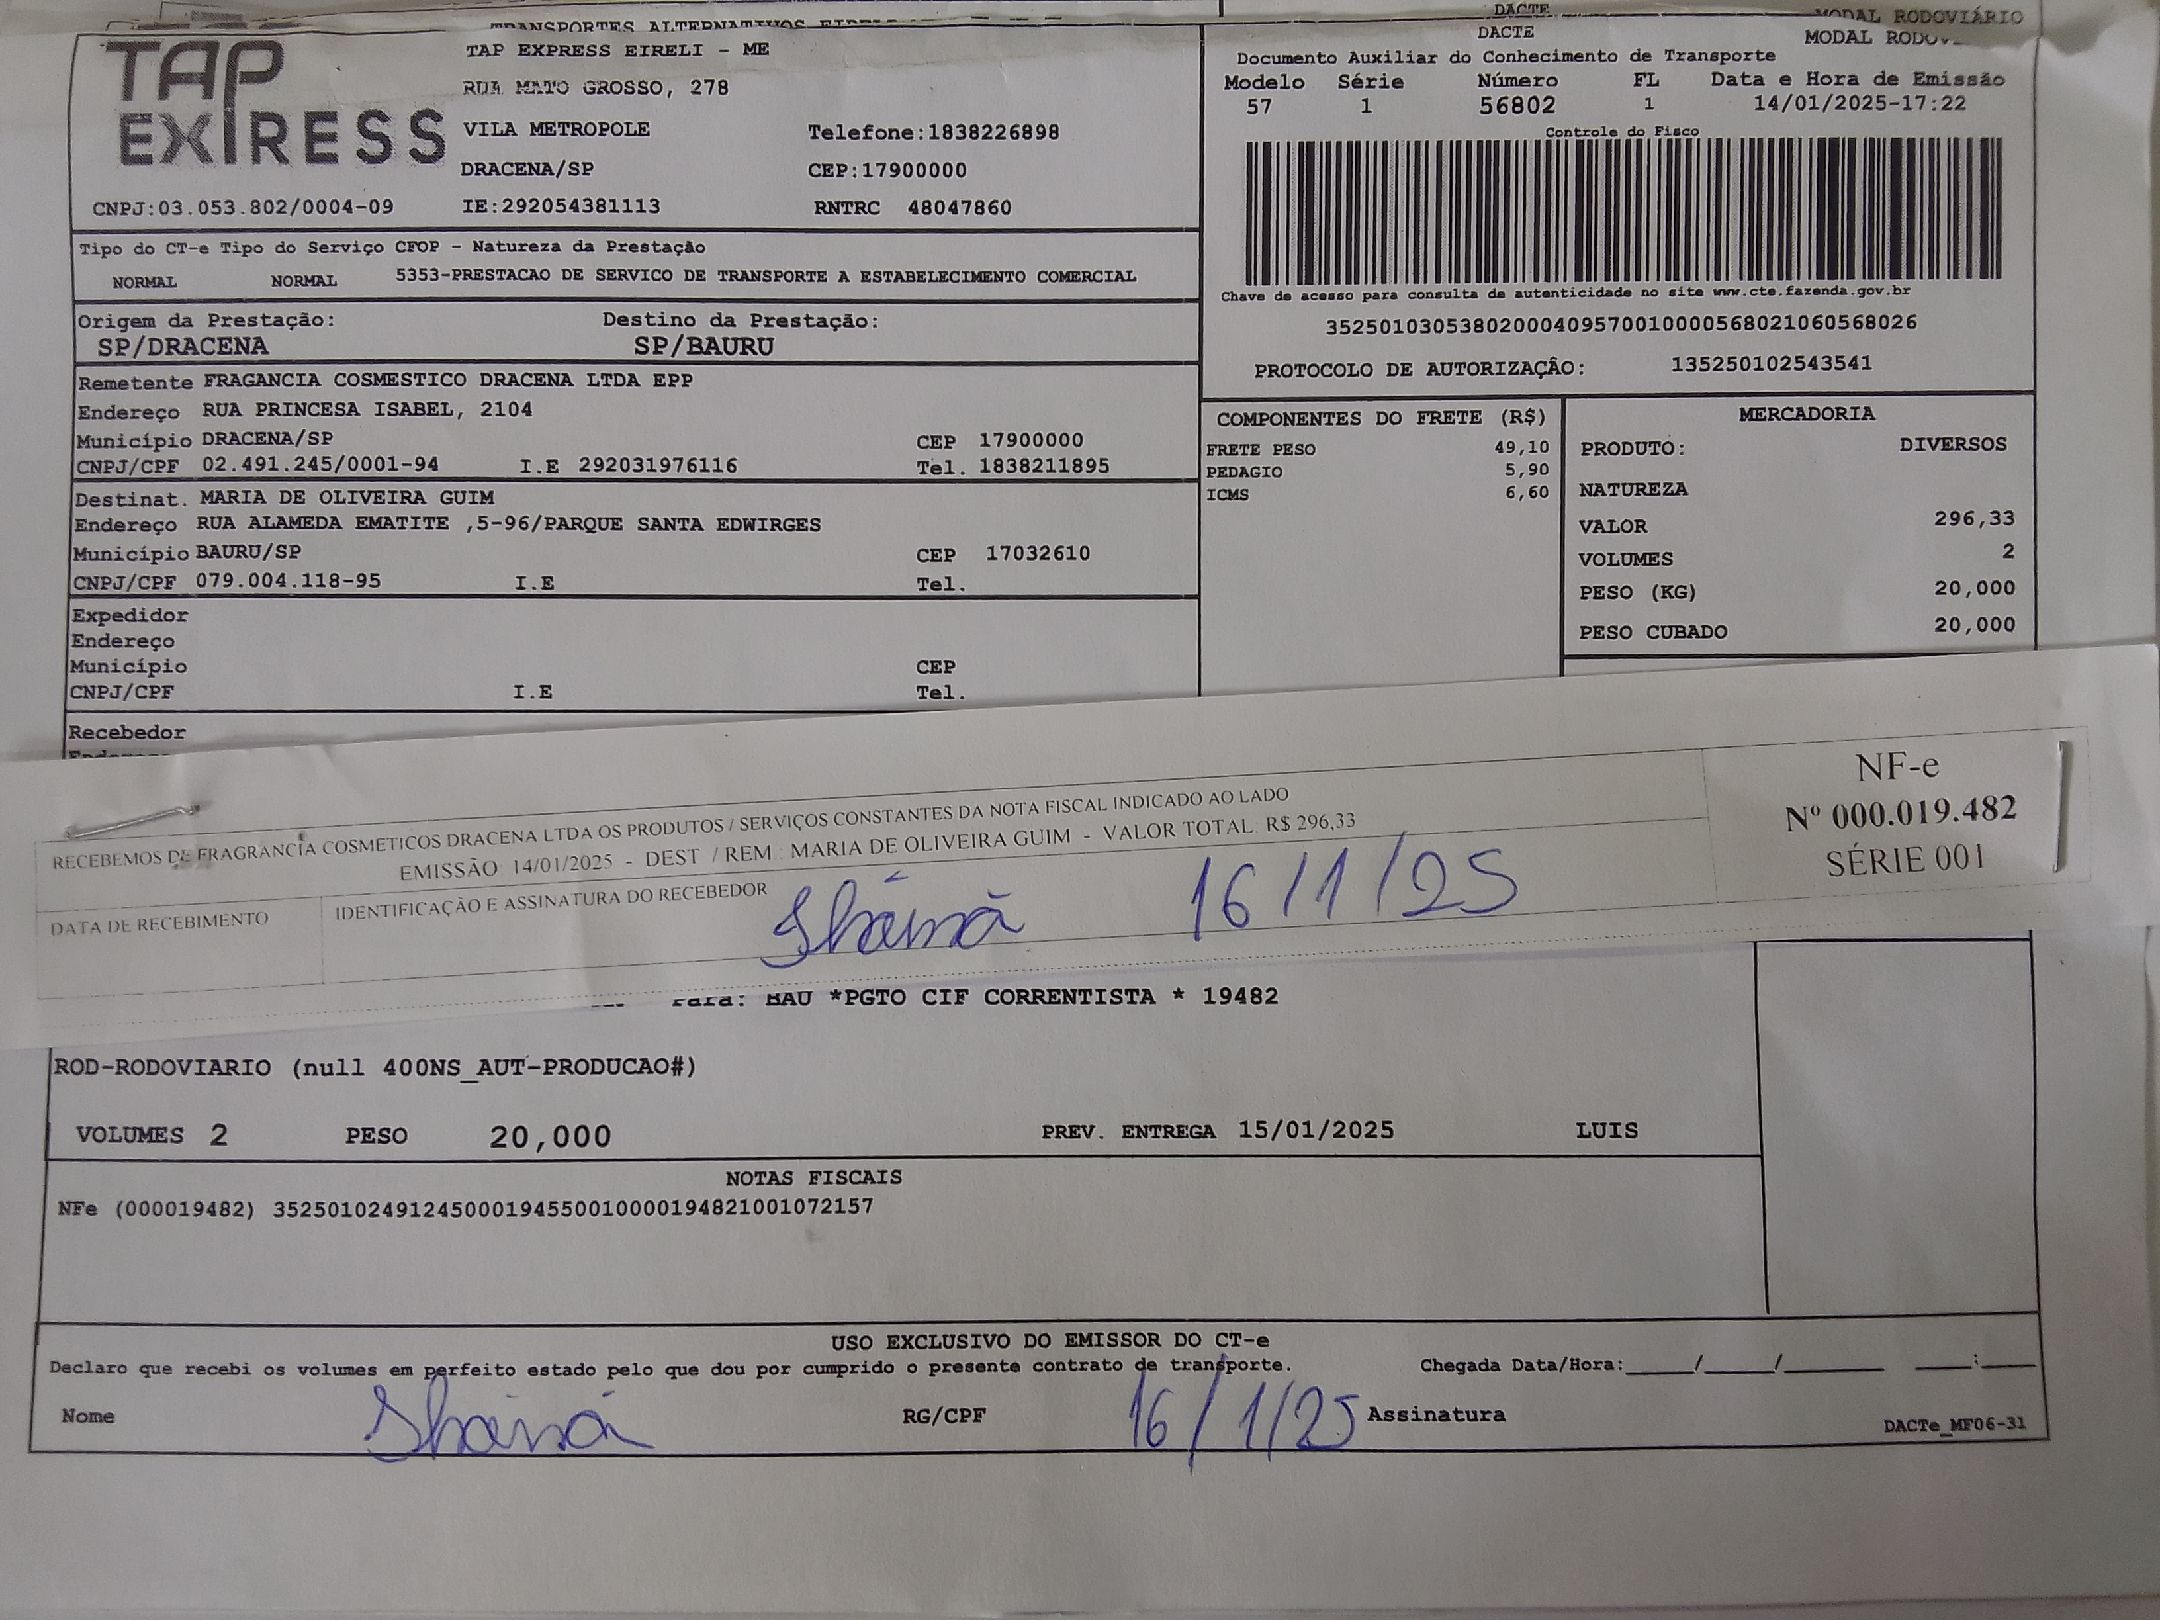 TRANSPORTES ALTERNATIVOS EIRELI
DACTE
MODAL RODOVIÁRIO
TAP EXPRESS
TAP EXPRESS EIRELI - ME
RUA MATO GROSSO, 278
VILA METROPOLE
Telefone:1838226898
DRACENA/SP
CEP:17900000
CNPJ:03.053.802/0004-09
IE:292054381113
RNTRC 48047860
DACTE
MODAL RODOV
Documento Auxiliar do Conhecimento de Transporte
Modelo Série Número FL Data e Hora de Emissão
57 1 56802 1 14/01/2025-17:22
Controle do Fisco
Chave de acesso para consulta de autenticidade no site www.cte.fazenda.gov.br
35250103053802000409570010000568021060568026
PROTOCOLO DE AUTORIZAÇÂO: 135250102543541
Tipo do CT-e Tipo do Serviço CFOP - Natureza da Prestação
NORMAL NORMAL 5353-PRESTACAO DE SERVICO DE TRANSPORTE A ESTABELECIMENTO COMERCIAL
Origem da Prestação: Destino da Prestação:
SP/DRACENA SP/BAURU
Remetente FRAGANCIA COSMESTICO DRACENA LTDA EPP
Endereço RUA PRINCESA ISABEL, 2104
Município DRACENA/SP CEP 17900000
CNPJ/CPF 02.491.245/0001-94 I.E 292031976116 Tel. 1838211895
Destinat. MARIA DE OLIVEIRA GUIM
Endereço RUA ALAMEDA EMATITE ,5-96/PARQUE SANTA EDWIRGES
Município BAURU/SP CEP 17032610
CNPJ/CPF 079.004.118-95 I.E Tel.
Expedidor
Endereço
Município CEP
CNPJ/CPF I.E Tel.
Recebedor
COMPONENTES DO FRETE (R$)
FRETE PESO 49,10
PEDAGIO 5,90
ICMS 6,60
MERCADORIA
PRODUTO: DIVERSOS
NATUREZA
VALOR 296,33
VOLUMES 2
PESO (KG) 20,000
PESO CUBADO 20,000
RECEBEMOS DE FRAGRANCIA COSMETICOS DRACENA LTDA OS PRODUTOS / SERVIÇOS CONSTANTES DA NOTA FISCAL INDICADO AO LADO
EMISSÃO: 14/01/2025 - DEST. / REM.: MARIA DE OLIVEIRA GUIM - VALOR TOTAL: R$ 296,33
DATA DE RECEBIMENTO
IDENTIFICAÇÃO E ASSINATURA DO RECEBEDOR
16/1/25
NF-e
Nº 000.019.482
SÉRIE 001
Para: BAU *PGTO CIF CORRENTISTA * 19482
ROD-RODOVIARIO (null 400NS_AUT-PRODUCAO#)
VOLUMES 2 PESO 20,000 PREV. ENTREGA 15/01/2025 LUIS
NOTAS FISCAIS
NFe (000019482) 35250102491245000194550010000194821001072157
USO EXCLUSIVO DO EMISSOR DO CT-e
Declaro que recebi os volumes em perfeito estado pelo que dou por cumprido o presente contrato de transporte. Chegada Data/Hora:____/____/______ ____:____
Nome RG/CPF 16/1/25 Assinatura
DACTe_MF06-31